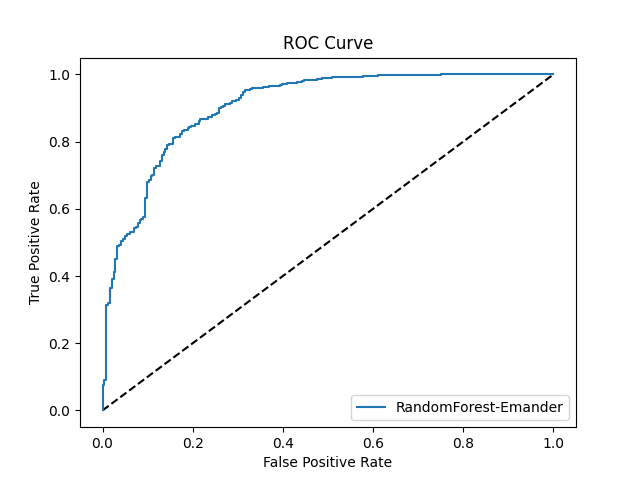 ROC Curve
True Positive Rate
1.0
0.8
0.6
0.4
0.2
0.0
0.0 0.2 0.4 0.6 0.8 1.0
False Positive Rate
RandomForest-Emander